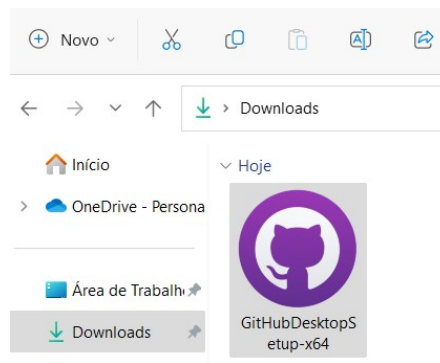 Novo
Downloads
Início
Hoje
OneDrive - Persona
Área de Trabalh
Downloads
GitHubDesktopS
etup-x64